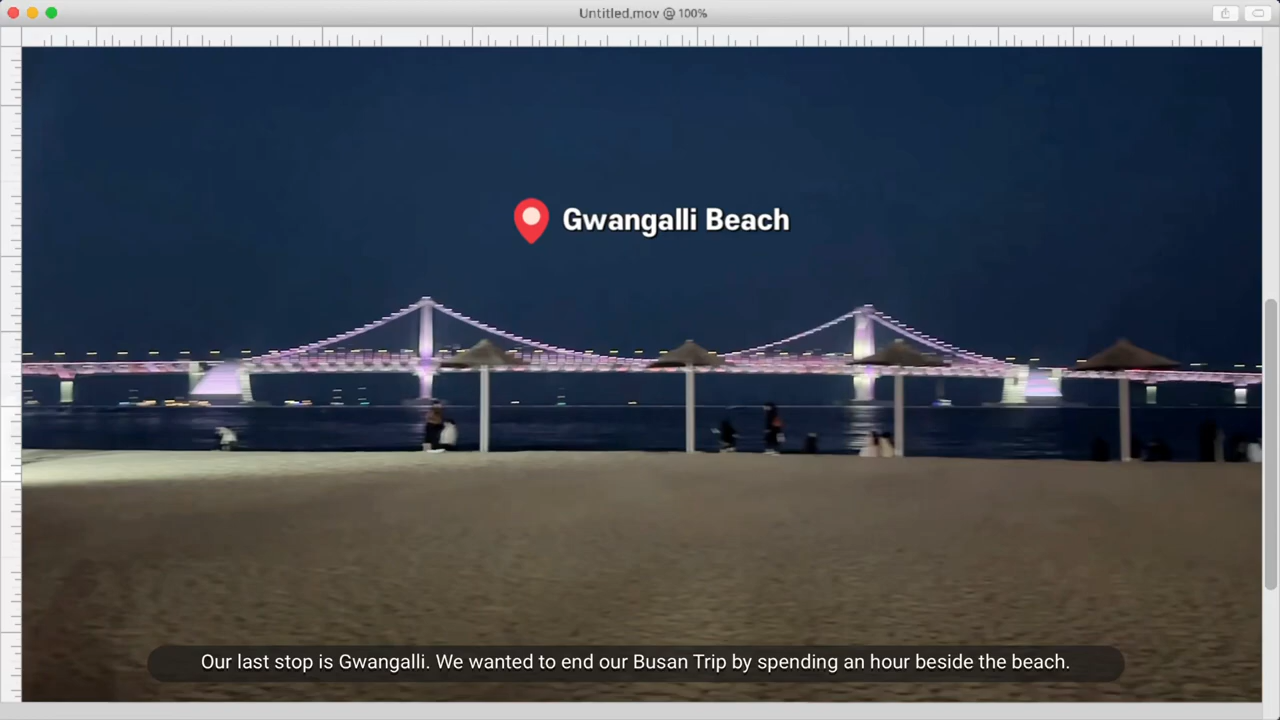 Untitled.mov @ 100%
Gwangalli Beach
Our last stop is Gwangalli. We wanted to end our Busan Trip by spending an hour beside the beach.